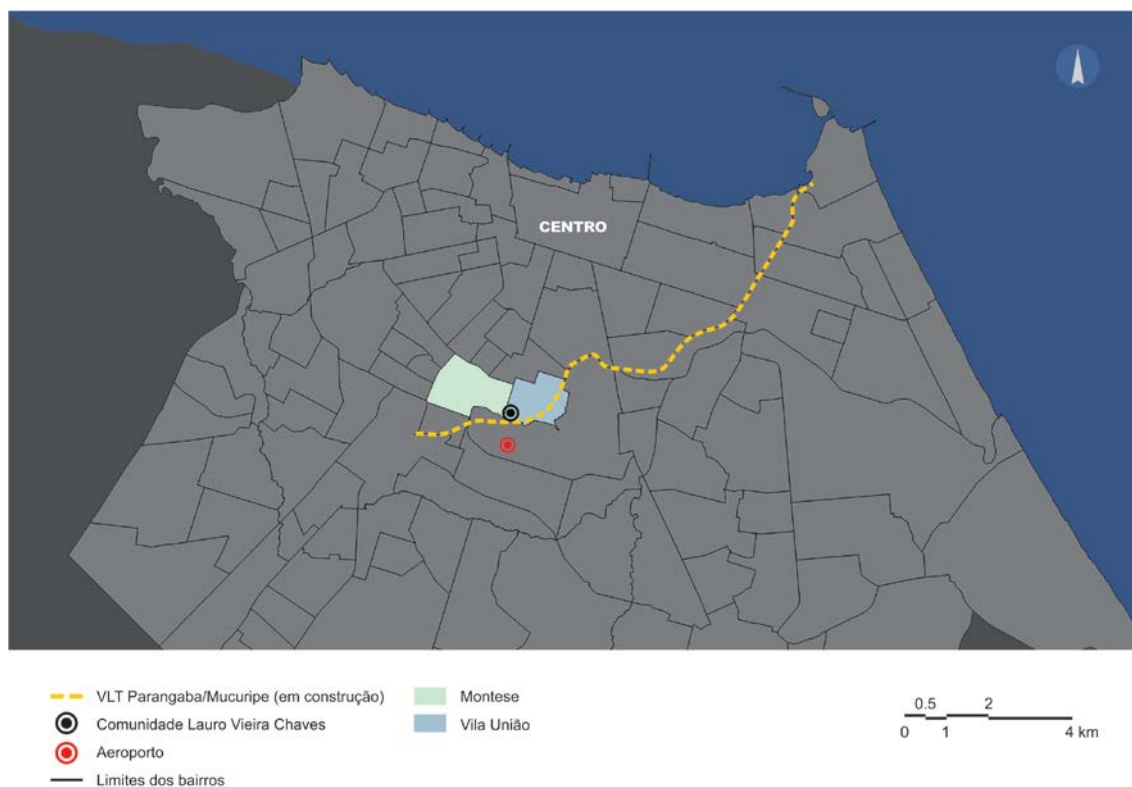 CENTRO
VLT Parangaba/Mucuripe (em construção)
Comunidade Lauro Vieira Chaves
Aeroporto
Limites dos bairros
Montese
Vila União
0.5 2
0 1 4 km